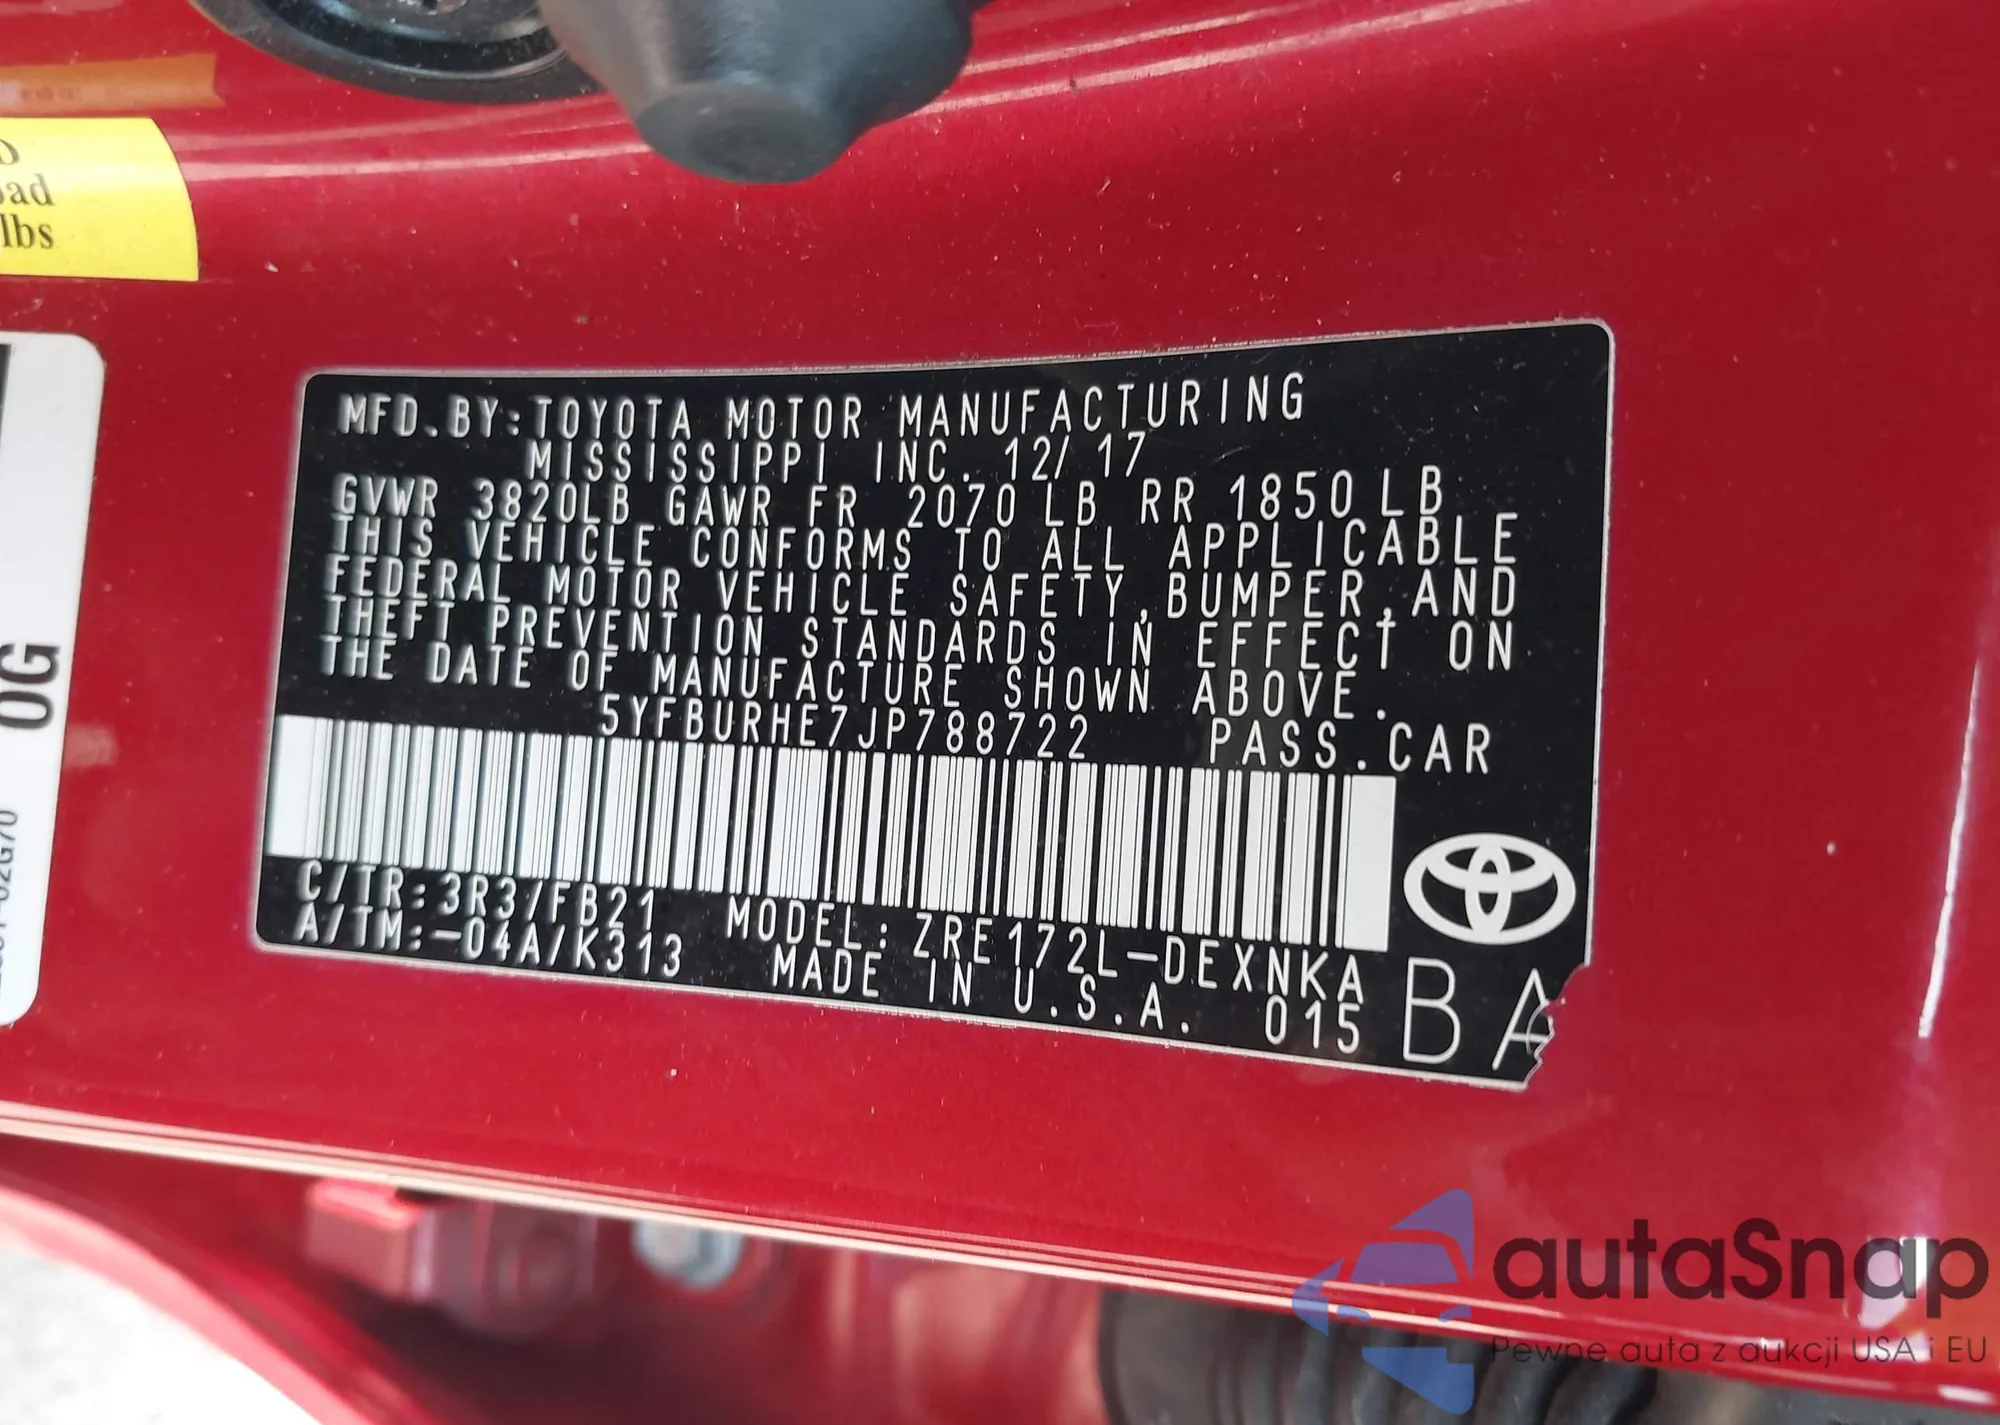 ad
lbs
0G
MFD.BY:TOYOTA MOTOR MANUFACTURING
MISSISSIPPI INC. 12/17
GVWR 3820LB GAWR FR 2070 LB RR 1850 LB
THIS VEHICLE CONFORMS TO ALL APPLICABLE
FEDERAL MOTOR VEHICLE SAFETY,BUMPER,AND
THEFT PREVENTION STANDARDS IN EFFECT ON
THE DATE OF MANUFACTURE SHOWN ABOVE.
5YFBURHE7JP788722 PASS.CAR
C/TR:3R3/FB21 MODEL:ZRE172L-DEXNKA
A/TM:-04A/K313 MADE IN U.S.A. 015
BA
autaSnap
Pewne auta z aukcji USA i EU